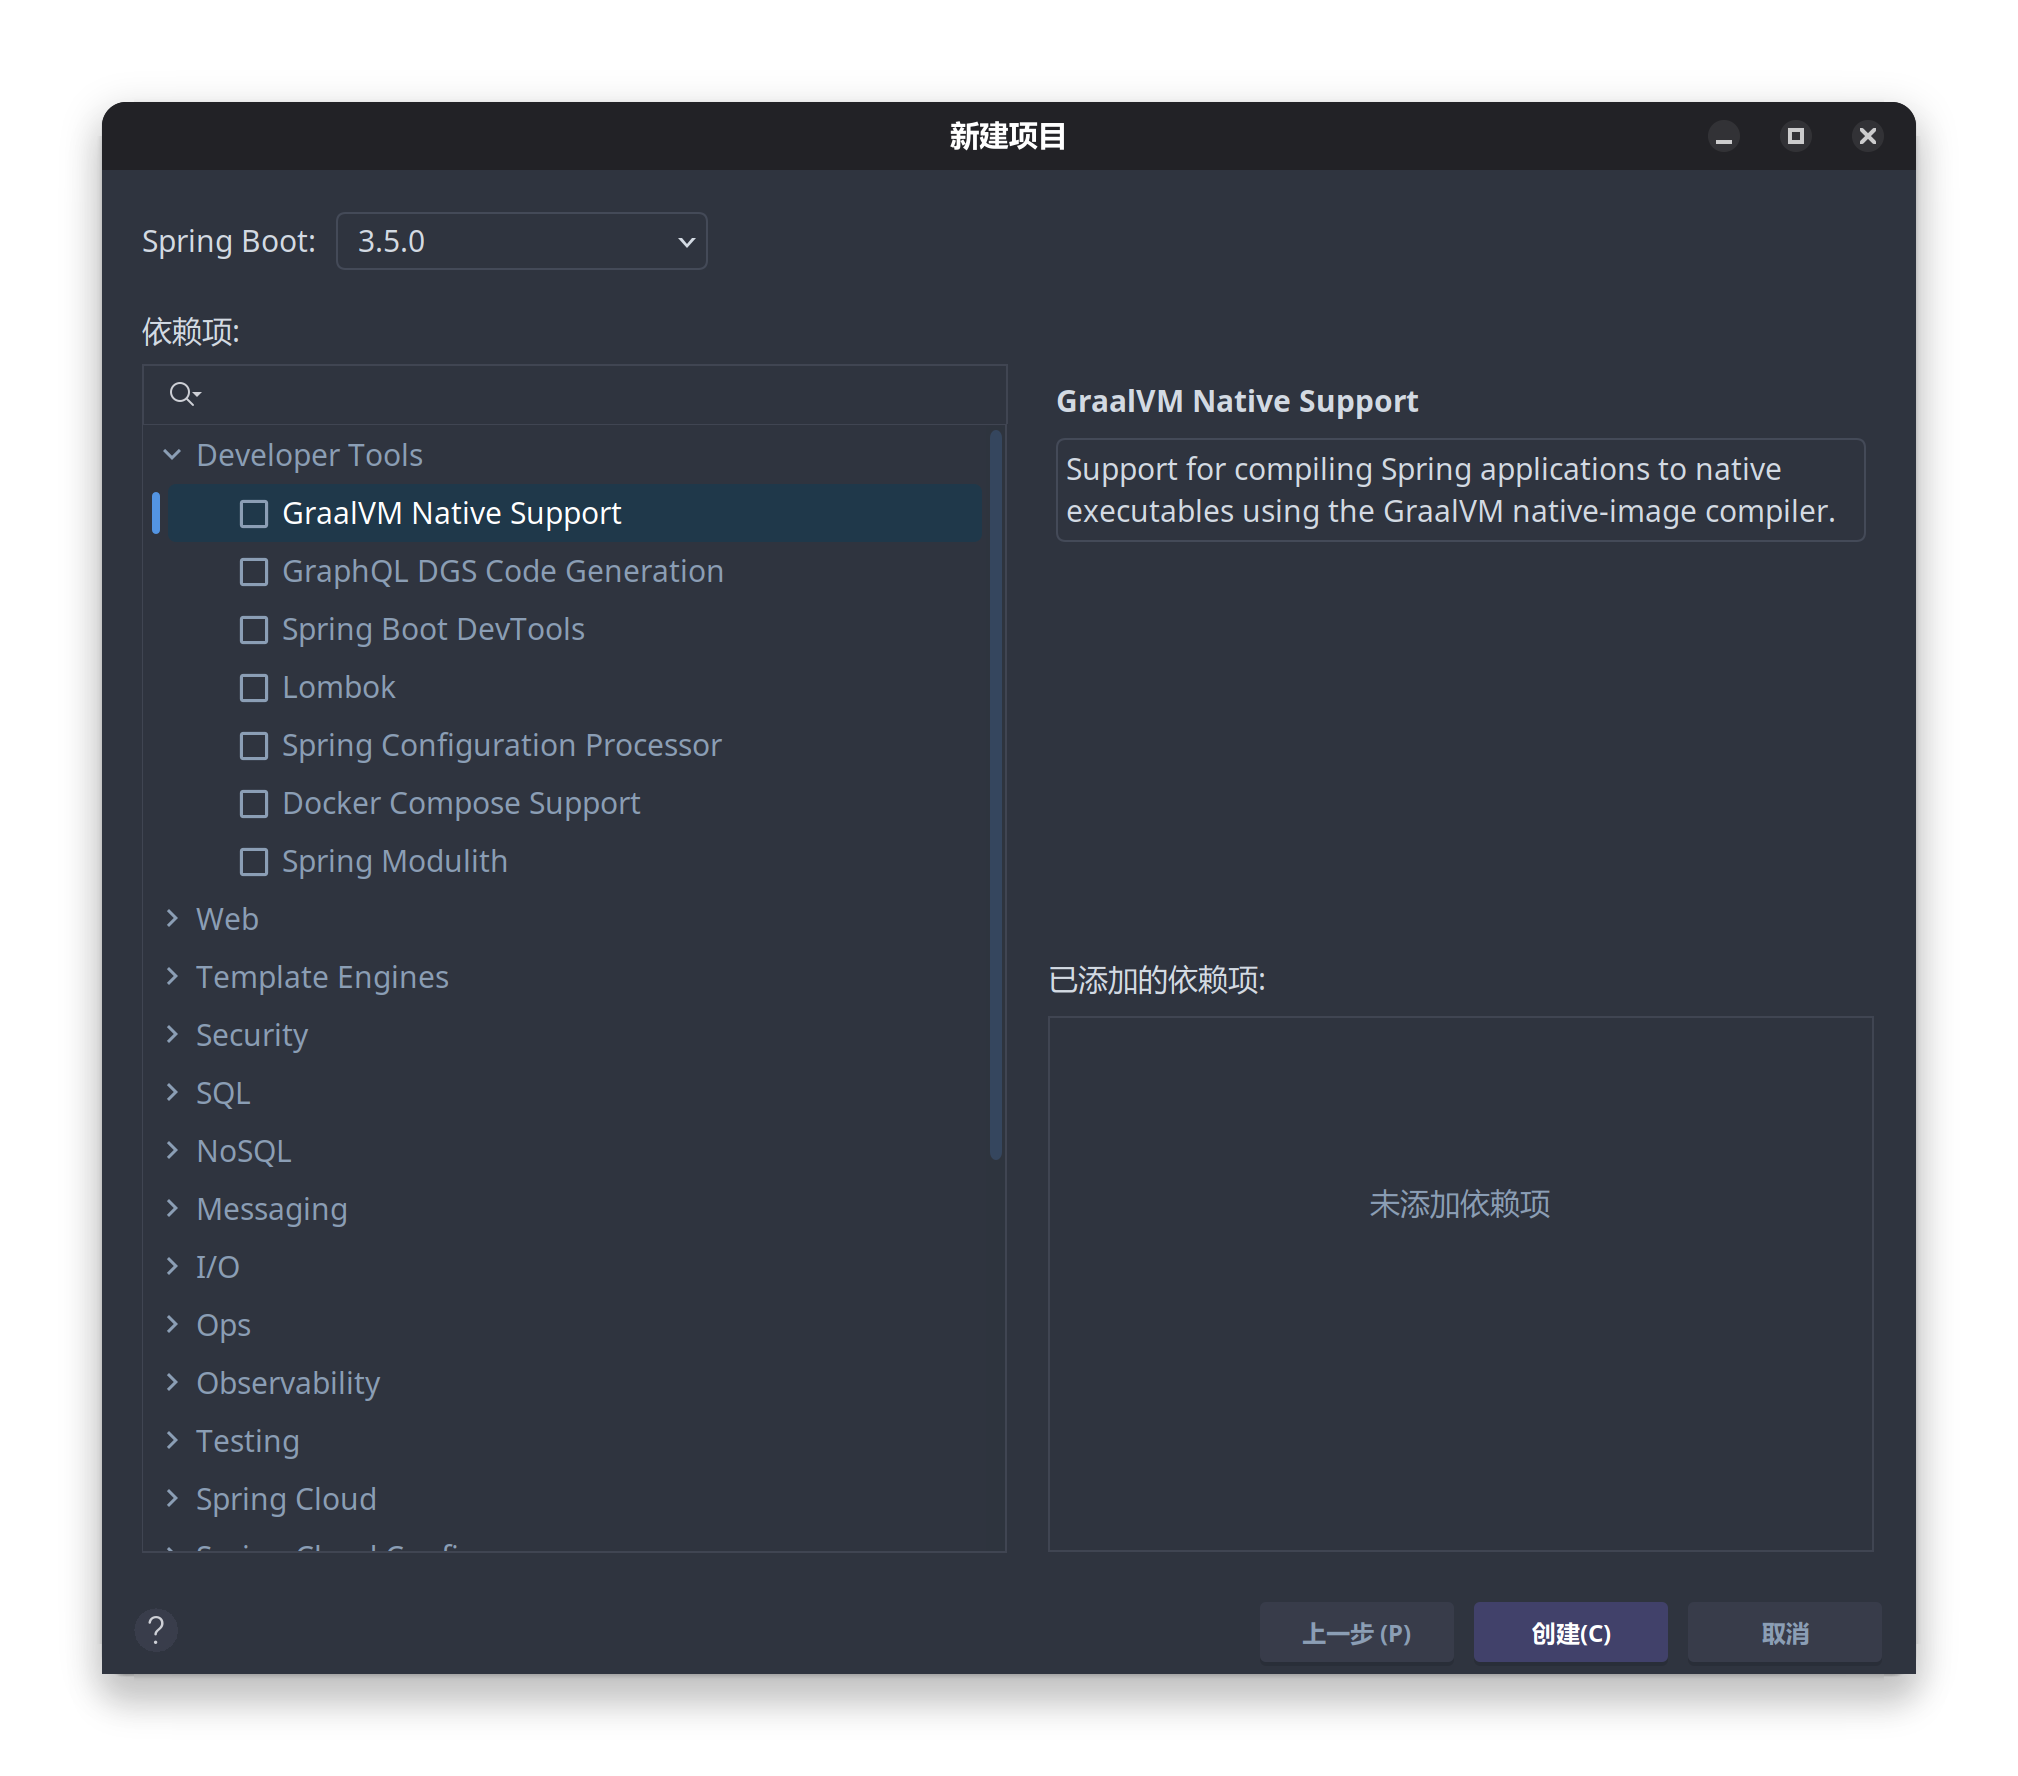 新建项目
Spring Boot:
3.5.0
依赖项:
Developer Tools
GraalVM Native Support
GraphQL DGS Code Generation
Spring Boot DevTools
Lombok
Spring Configuration Processor
Docker Compose Support
Spring Modulith
Web
Template Engines
Security
SQL
NoSQL
Messaging
I/O
Ops
Observability
Testing
Spring Cloud
GraalVM Native Support
Support for compiling Spring applications to native
executables using the GraalVM native-image compiler.
已添加的依赖项:
未添加依赖项
?
上一步 (P)
创建(C)
取消